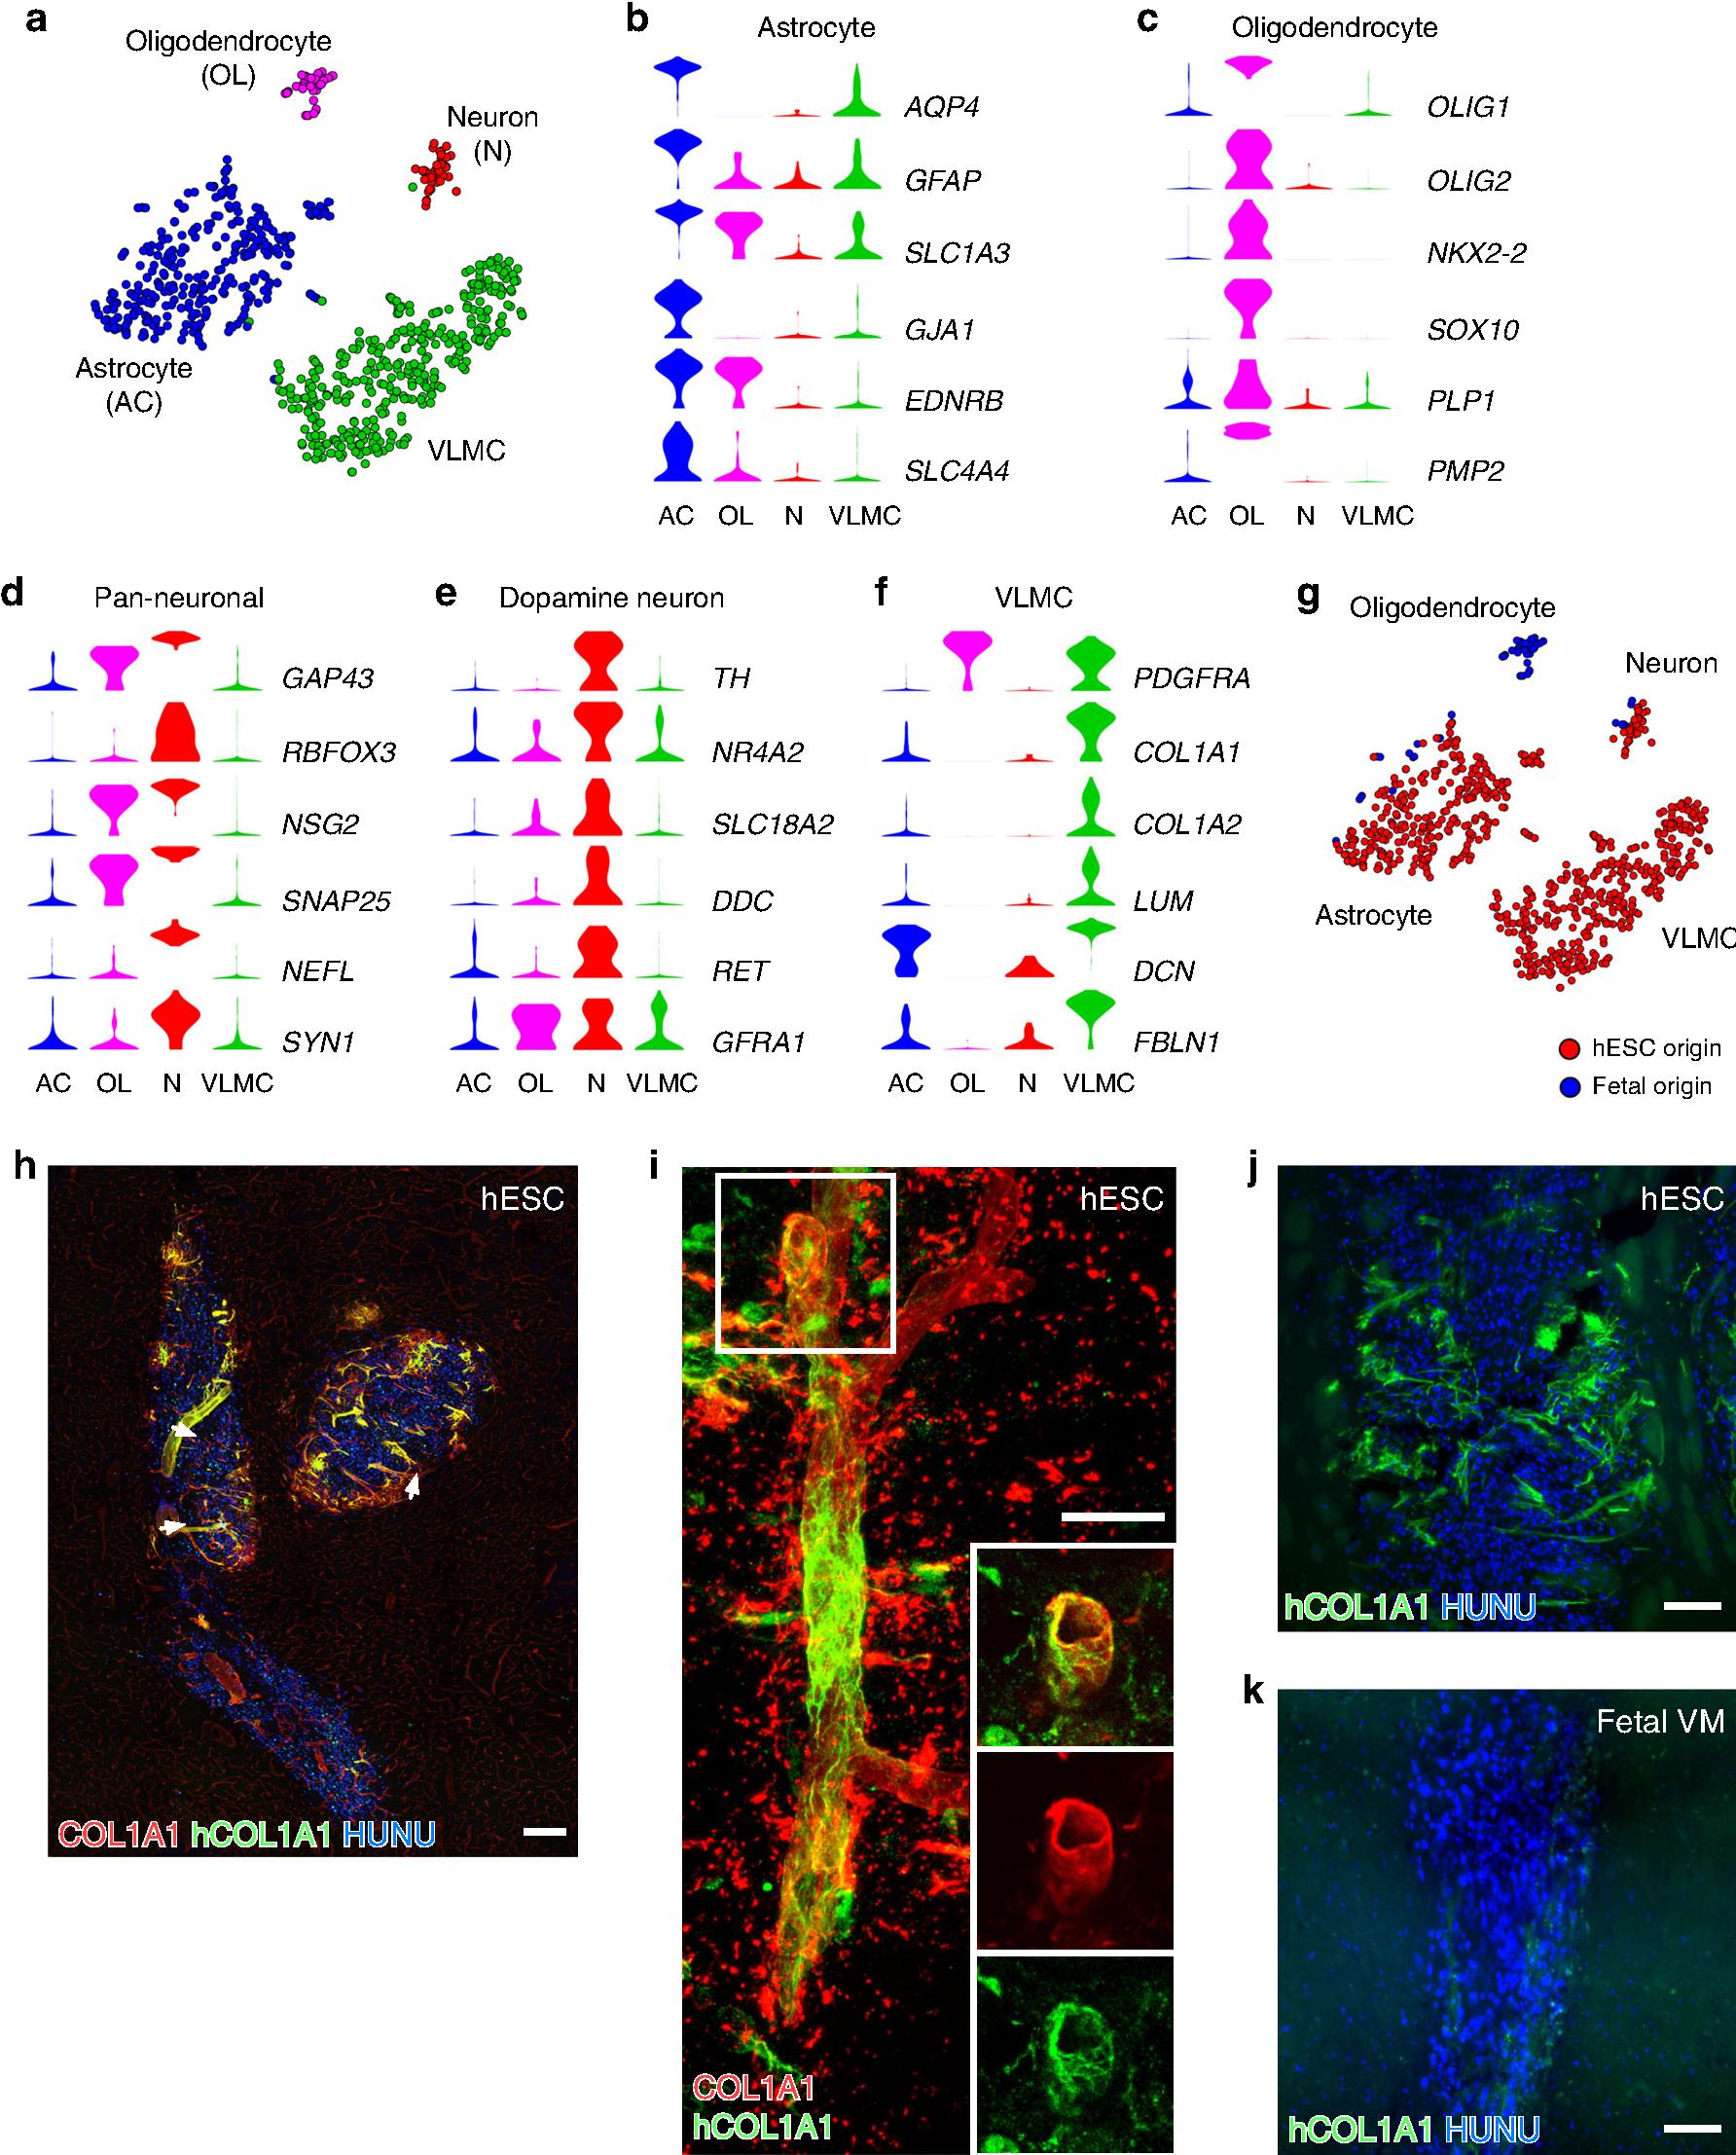 a
Oligodendrocyte
(OL)
Neuron
(N)
Astrocyte
(AC)
VLMC
b
Astrocyte
AQP4
GFAP
SLC1A3
GJA1
EDNRB
SLC4A4
AC OL N VLMC
c
Oligodendrocyte
OLIG1
OLIG2
NKX2-2
SOX10
PLP1
PMP2
AC OL N VLMC
d
Pan-neuronal
GAP43
RBFOX3
NSG2
SNAP25
NEFL
SYN1
AC OL N VLMC
e
Dopamine neuron
TH
NR4A2
SLC18A2
DDC
RET
GFRA1
AC OL N VLMC
f
VLMC
PDGFRA
COL1A1
COL1A2
LUM
DCN
FBLN1
AC OL N VLMC
g
Oligodendrocyte
Neuron
Astrocyte
VLMC
hESC origin
Fetal origin
h
hESC
COL1A1 hCOL1A1 HUNU
i
hESC
COL1A1
hCOL1A1
j
hESC
hCOL1A1 HUNU
k
Fetal VM
hCOL1A1 HUNU